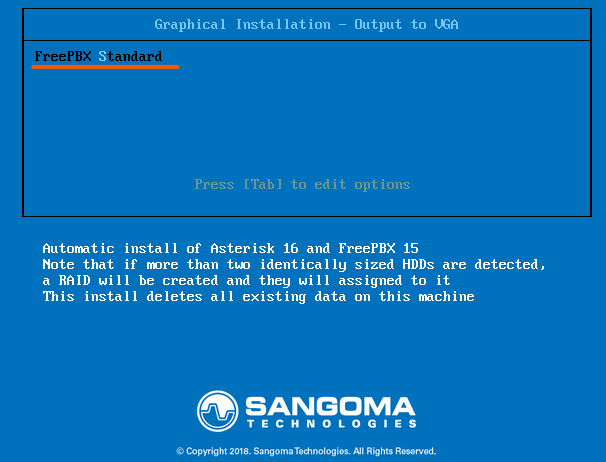 Graphical Installation - Output to VGA
FreePBX Standard
Press [Tab] to edit options
Automatic install of Asterisk 16 and FreePBX 15
Note that if more than two identically sized HDDs are detected,
a RAID will be created and they will assigned to it
This install deletes all existing data on this machine
SANGOMA
TECHNOLOGIES
© Copyright 2018. Sangoma Technologies. All Rights Reserved.